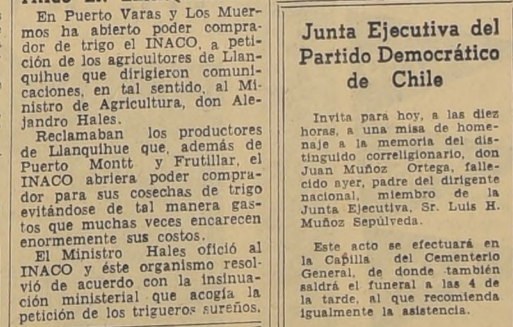 En Puerto Varas y Los Muer-
mos ha abierto poder compra-
dor de trigo el INACO, a peti-
ción de los agricultores de Llan-
quihue que dirigieron comuni-
caciones, en tal sentido, al Mi-
nistro de Agricultura, don Ale-
jandro Hales.
Reclamaban los productores
de Llanquihue que, además de
Puerto Montt y Frutillar, el
INACO abriera poder compra-
dor para sus cosechas de trigo
evitándose de tal manera gas-
tos que muchas veces encarecen
enormemente sus costos.
El Ministro Hales ofició al
INACO y éste organismo resol-
vió de acuerdo con la insinua-
ción ministerial que acogía la
petición de los trigueros sureños.
Junta Ejecutiva del
Partido Democrático
de Chile
Invita para hoy, a las diez
horas, a una misa de home-
naje a la memoria del dis-
tinguido correligionario, don
Juan Muñoz Ortega, falle-
cido ayer, padre del dirigente
nacional, miembro de la
Junta Ejecutiva, Sr. Luis H.
Muñoz Sepúlveda.
Este acto se efectuará en
la Capilla del Cementerio
General, de donde también
saldrá el funeral a las 4 de
la tarde, al que recomienda
igualmente la asistencia.